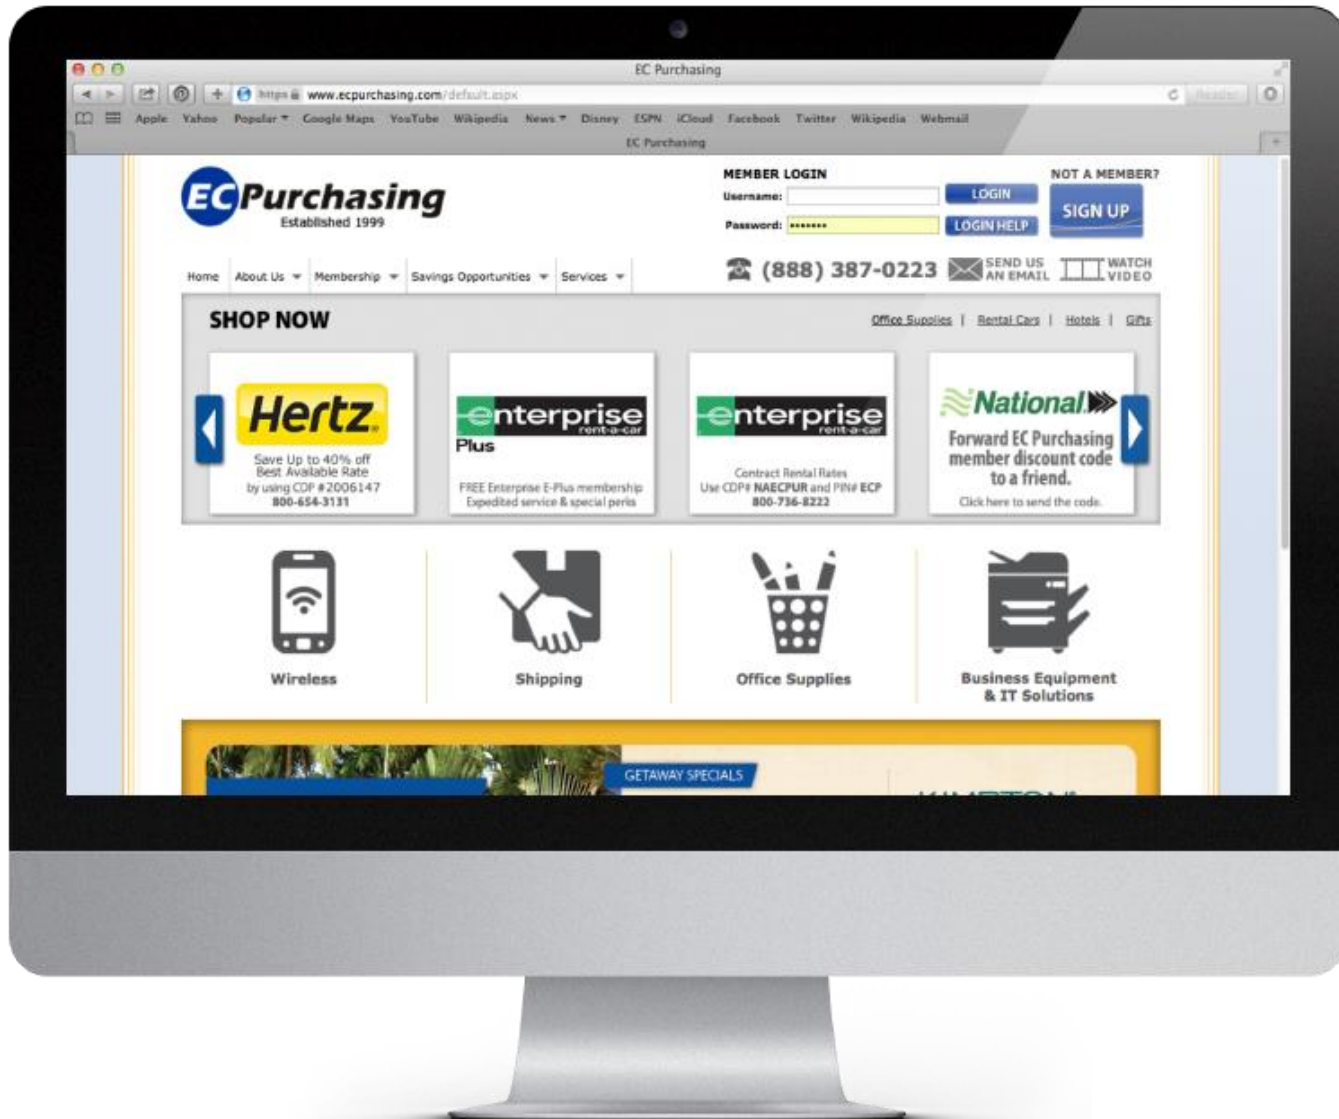 EC Purchasing
https www.ecpurchasing.com/default.aspx
Reader
Apple Yahoo Popular Google Maps YouTube Wikipedia News Disney ESPN iCloud Facebook Twitter Wikipedia Webmail
EC Purchasing
ECPurchasing
Established 1999
MEMBER LOGIN
Username:
LOGIN
Password:
LOGIN HELP
NOT A MEMBER?
SIGN UP
Home About Us Membership Savings Opportunities Services
(888) 387-0223
SEND US
AN EMAIL
WATCH
VIDEO
SHOP NOW
Office Supplies | Rental Cars | Hotels | Gifts
Hertz
Save Up to 40% off
Best Available Rate
by using CDP #2006147
800-654-3131
enterprise
rent-a-car
Plus
FREE Enterprise E-Plus membership
Expedited service & special perks
enterprise
rent-a-car
Contract Rental Rates
Use CDP# NAECPUR and PIN# ECP
800-736-8222
National.
Forward EC Purchasing
member discount code
to a friend.
Click here to send the code.
Wireless
Shipping
Office Supplies
Business Equipment
& IT Solutions
GETAWAY SPECIALS